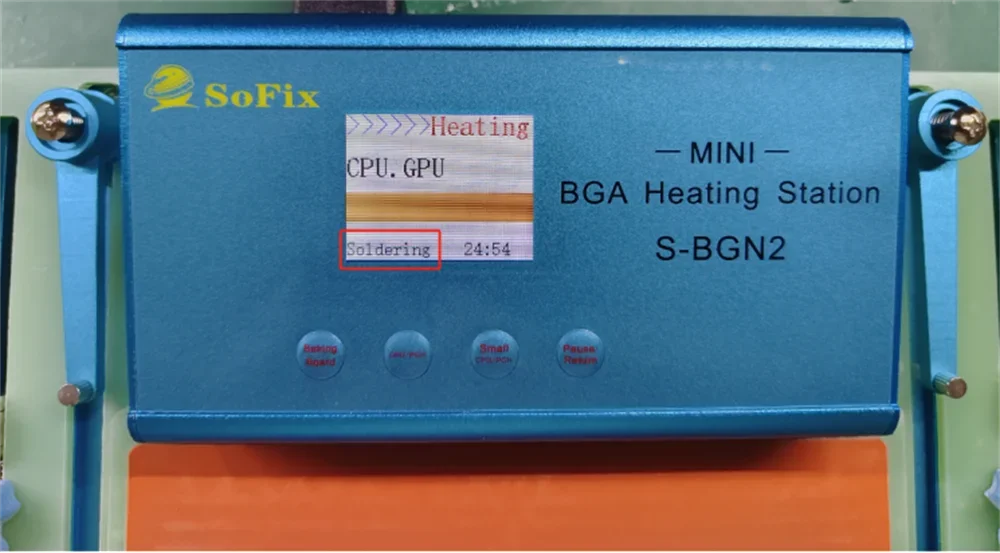 SoFix
>>>>>>Heating
CPU.GPU
Soldering 24:54
— MINI —
BGA Heating Station
S-BGN2
Baking
Board
Small
CPU.PCH
Pause
Return